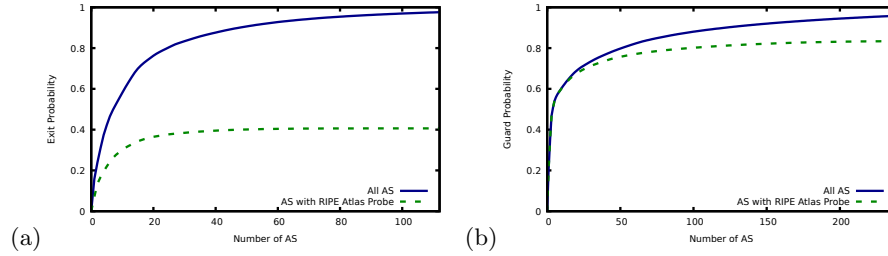 1
0.8
0.6
0.4
0.2
0
Exit Probability
All AS
AS with RIPE Atlas Probe
0 20 40 60 80 100
Number of AS
(a)
1
0.8
0.6
0.4
0.2
0
Guard Probability
All AS
AS with RIPE Atlas Probe
0 50 100 150 200
Number of AS
(b)